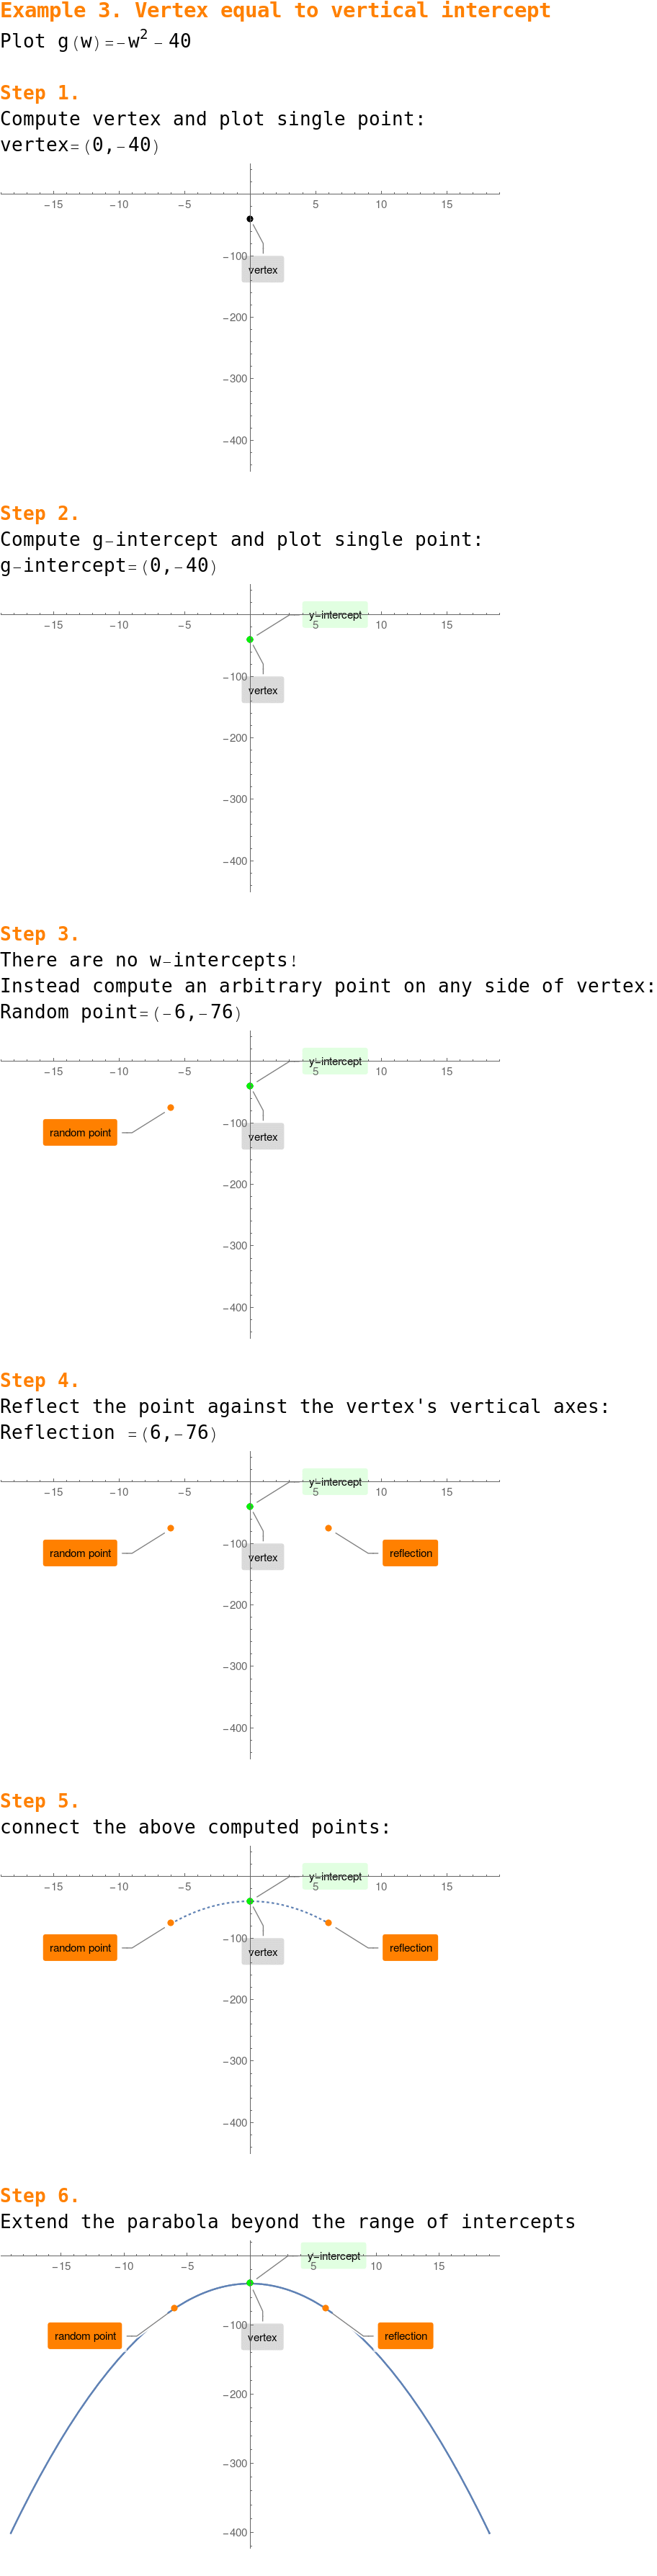 Example 3. Vertex equal to vertical intercept
Plot g(w)=-w² - 40
Step 1.
Compute vertex and plot single point:
vertex=(0,-40)
-15 -10 -5 5 10 15
-100
vertex
-200
-300
-400
Step 2.
Compute g-intercept and plot single point:
g-intercept=(0,-40)
y-intercept
-15 -10 -5 5 10 15
-100
vertex
-200
-300
-400
Step 3.
There are no w-intercepts!
Instead compute an arbitrary point on any side of vertex:
Random point=(-6,-76)
y-intercept
-15 -10 -5 5 10 15
-100
random point vertex
-200
-300
-400
Step 4.
Reflect the point against the vertex's vertical axes:
Reflection =(6,-76)
y-intercept
-15 -10 -5 5 10 15
-100
random point vertex reflection
-200
-300
-400
Step 5.
connect the above computed points:
y-intercept
-15 -10 -5 5 10 15
-100
random point vertex reflection
-200
-300
-400
Step 6.
Extend the parabola beyond the range of intercepts
y-intercept
-15 -10 -5 5 10 15
-100
random point vertex reflection
-200
-300
-400